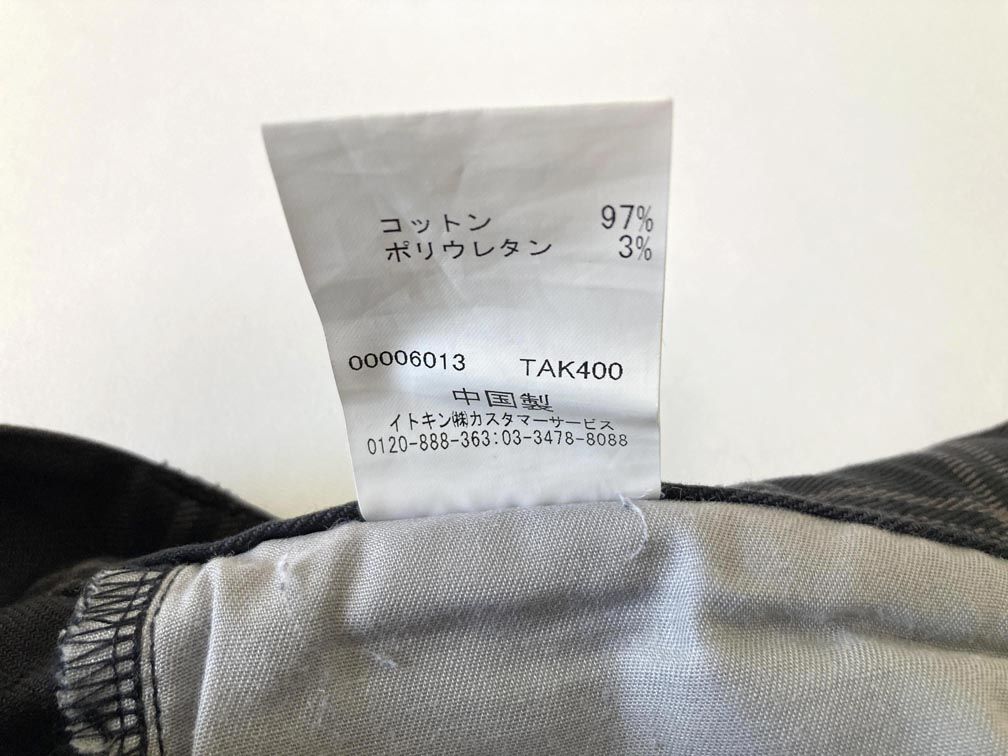 コットン 97%
ポリウレタン 3%
00006013 TAK400
中国製
イトキン㈱カスタマーサービス
0120-888-363:03-3478-8088